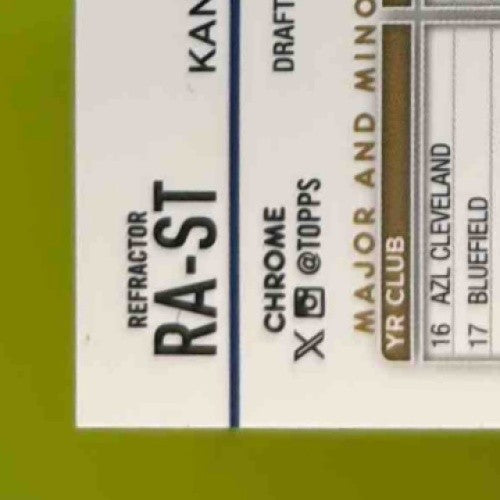 REFRACTOR
RA-ST
KAN
CHROME
@TOPPS
DRAFT
MAJOR AND MINO
YR CLUB
16 AZL CLEVELAND
17 BLUEFIELD